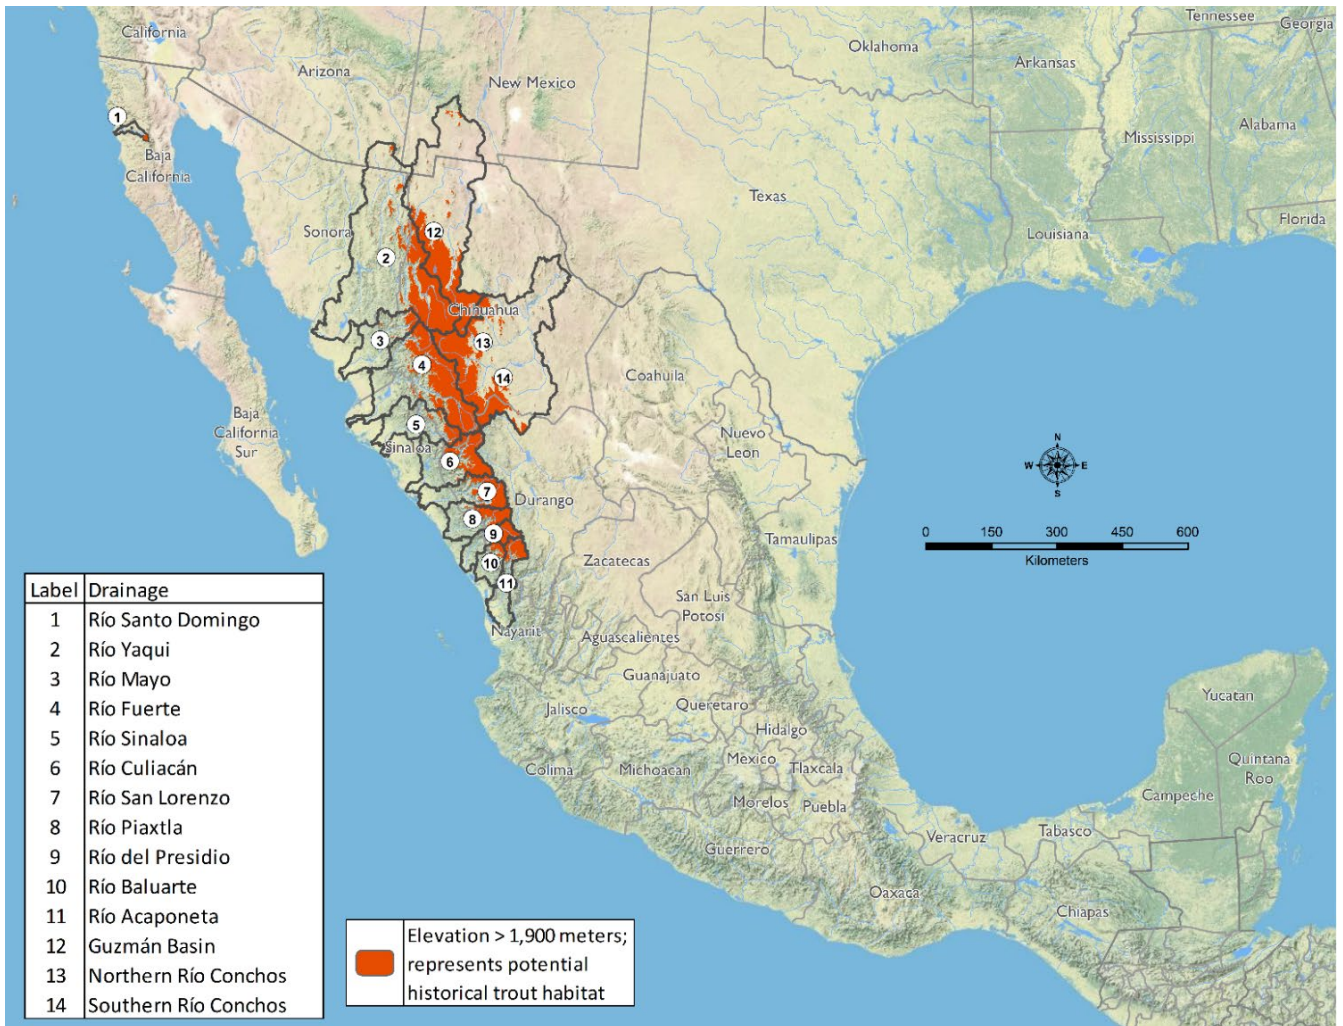 California
Arizona
New Mexico
Oklahoma
Tennessee
Georgia
Arkansas
Mississippi
Alabama
Texas
Louisiana
Florida
1
Baja
California
Sonora
12
2
Chihuahua
3
13
4
14
Coahuila
Baja
California
Sur
5
Sinaloa
6
Nuevo
Leon
7
Durango
8
9
10
11
Tamaulipas
Zacatecas
San Luis
Potosi
Nayarit
Aguascalientes
Guanajuato
Jalisco
Queretaro
Hidalgo
Colima
Michoacan
Mexico
Tlaxcala
Morelos
Puebla
Guerrero
Veracruz
Tabasco
Oaxaca
Chiapas
Campeche
Yucatan
Quintana
Roo
N
W
E
S
0 150 300 450 600
Kilometers
Label Drainage
1 Río Santo Domingo
2 Río Yaqui
3 Río Mayo
4 Río Fuerte
5 Río Sinaloa
6 Río Culiacán
7 Río San Lorenzo
8 Río Piaxtla
9 Río del Presidio
10 Río Baluarte
11 Río Acaponeta
12 Guzmán Basin
13 Northern Río Conchos
14 Southern Río Conchos
Elevation > 1,900 meters;
represents potential
historical trout habitat